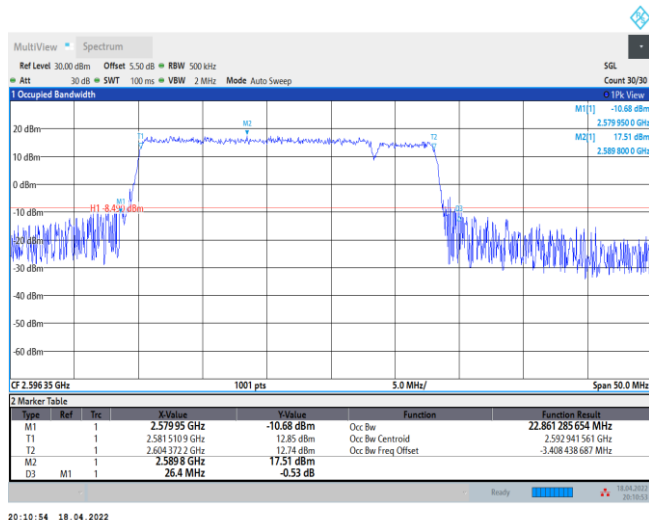 MultiView Spectrum
Ref Level 30.00 dBm Offset 5.50 dB RBW 500 kHz SGL
Att 30 dB SWT 100 ms VBW 2 MHz Mode Auto Sweep Count 30/30
1 Occupied Bandwidth 1Pk View
M1[1] -10.68 dBm
2.579 950 0 GHz
M2[1] 17.51 dBm
2.589 800 0 GHz
M2
20 dBm
T1 T2
10 dBm
0 dBm
M1
H1 -8.490 dBm
D3
-10 dBm
-20 dBm
-30 dBm
-40 dBm
-50 dBm
-60 dBm
CF 2.596 35 GHz 1001 pts 5.0 MHz/ Span 50.0 MHz
2 Marker Table
Type Ref Trc X-Value Y-Value Function Function Result
M1 1 2.579 95 GHz -10.68 dBm Occ Bw 22.861 285 654 MHz
T1 1 2.581 510 9 GHz 12.85 dBm Occ Bw Centroid 2.592 941 561 GHz
T2 1 2.604 372 2 GHz 12.74 dBm Occ Bw Freq Offset -3.408 438 687 MHz
M2 1 2.589 8 GHz 17.51 dBm
D3 M1 1 26.4 MHz -0.53 dB
Ready 18.04.2022
20:10:53
20:10:54 18.04.2022